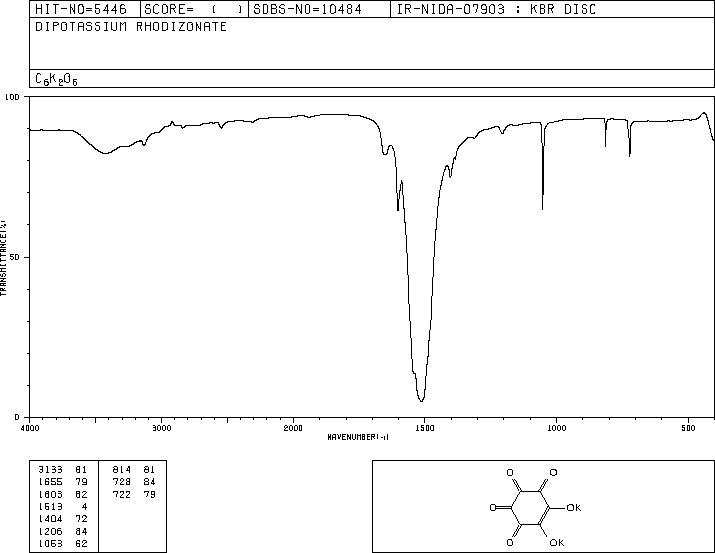 HIT-NO=5446 SCORE= ( ) SDBS-NO=10484 IR-NIDA-07903 : KBR DISC
DIPOTASSIUM RHODIZONATE
C6K2O6
100
50
0
TRANSMITTANCE(%)
4000 3000 2000 1500 1000 500
WAVENUMBER(-1)
3133 81 814 81
1655 79 728 84
1603 62 722 79
1513 4
1404 72
1206 84
1053 62
O O
O OK
O OK